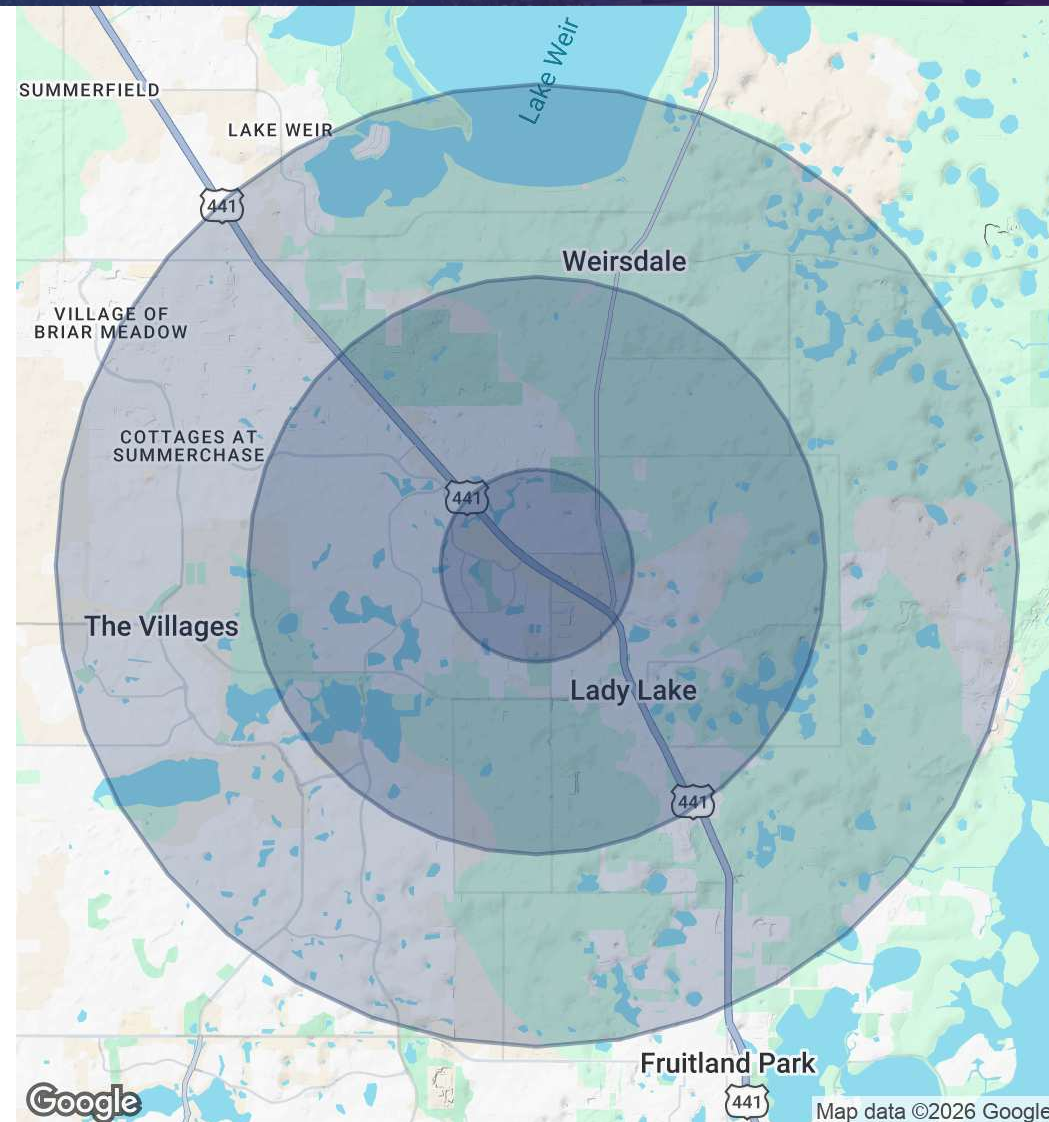 Lake Weir
SUMMERFIELD
LAKE WEIR
441
Weirsdale
VILLAGE OF
BRIAR MEADOW
COTTAGES AT
SUMMERCHASE
441
The Villages
Lady Lake
441
Fruitland Park
441
Google
Map data ©2026 Google